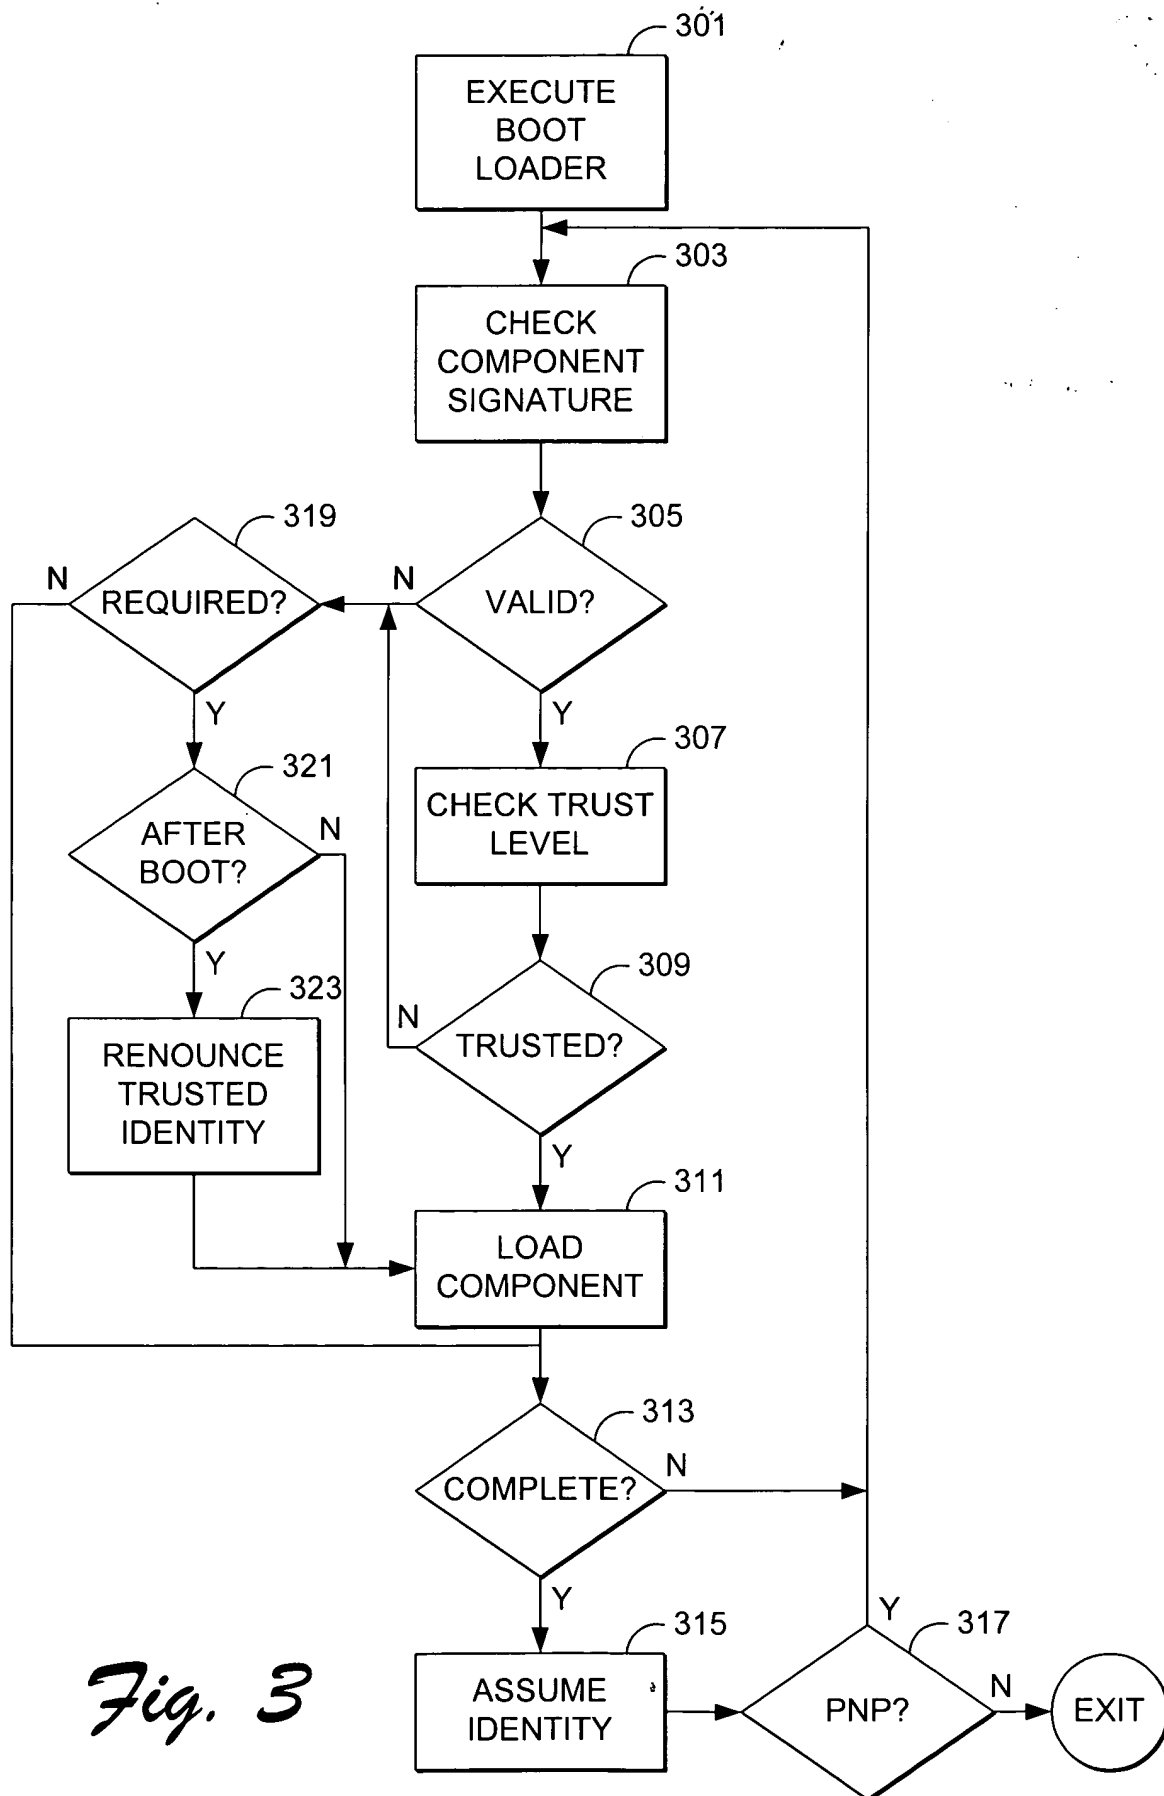 301
EXECUTE
BOOT
LOADER
303
CHECK
COMPONENT
SIGNATURE
319
305
N
REQUIRED?
N
VALID?
Y
Y
307
321
CHECK TRUST
LEVEL
AFTER
BOOT?
N
Y
309
323
N
TRUSTED?
RENOUNCE
TRUSTED
IDENTITY
Y
311
LOAD
COMPONENT
313
COMPLETE?
N
Y
Y
315
317
ASSUME
IDENTITY
PNP?
N
EXIT
Fig. 3